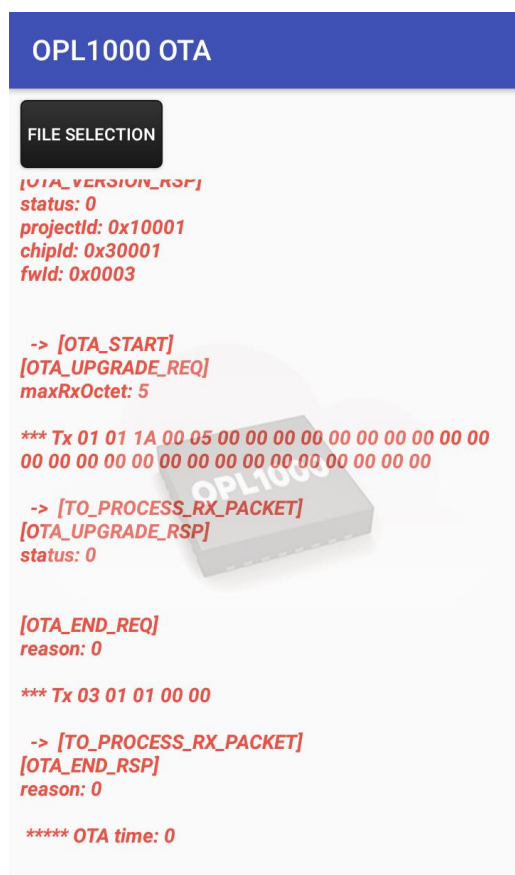 OPL1000 OTA
FILE SELECTION
[OTA_VERSION_RSP]
status: 0
projectId: 0x10001
chipId: 0x30001
fwId: 0x0003
-> [OTA_START]
[OTA_UPGRADE_REQ]
maxRxOctet: 5
*** Tx 01 01 1A 00 05 00 00 00 00 00 00 00 00 00 00
00 00 00 00 00 00 00 00 00 00 00 00 00 00 00
OPL1000
-> [TO_PROCESS_RX_PACKET]
[OTA_UPGRADE_RSP]
status: 0
[OTA_END_REQ]
reason: 0
*** Tx 03 01 01 00 00
-> [TO_PROCESS_RX_PACKET]
[OTA_END_RSP]
reason: 0
***** OTA time: 0